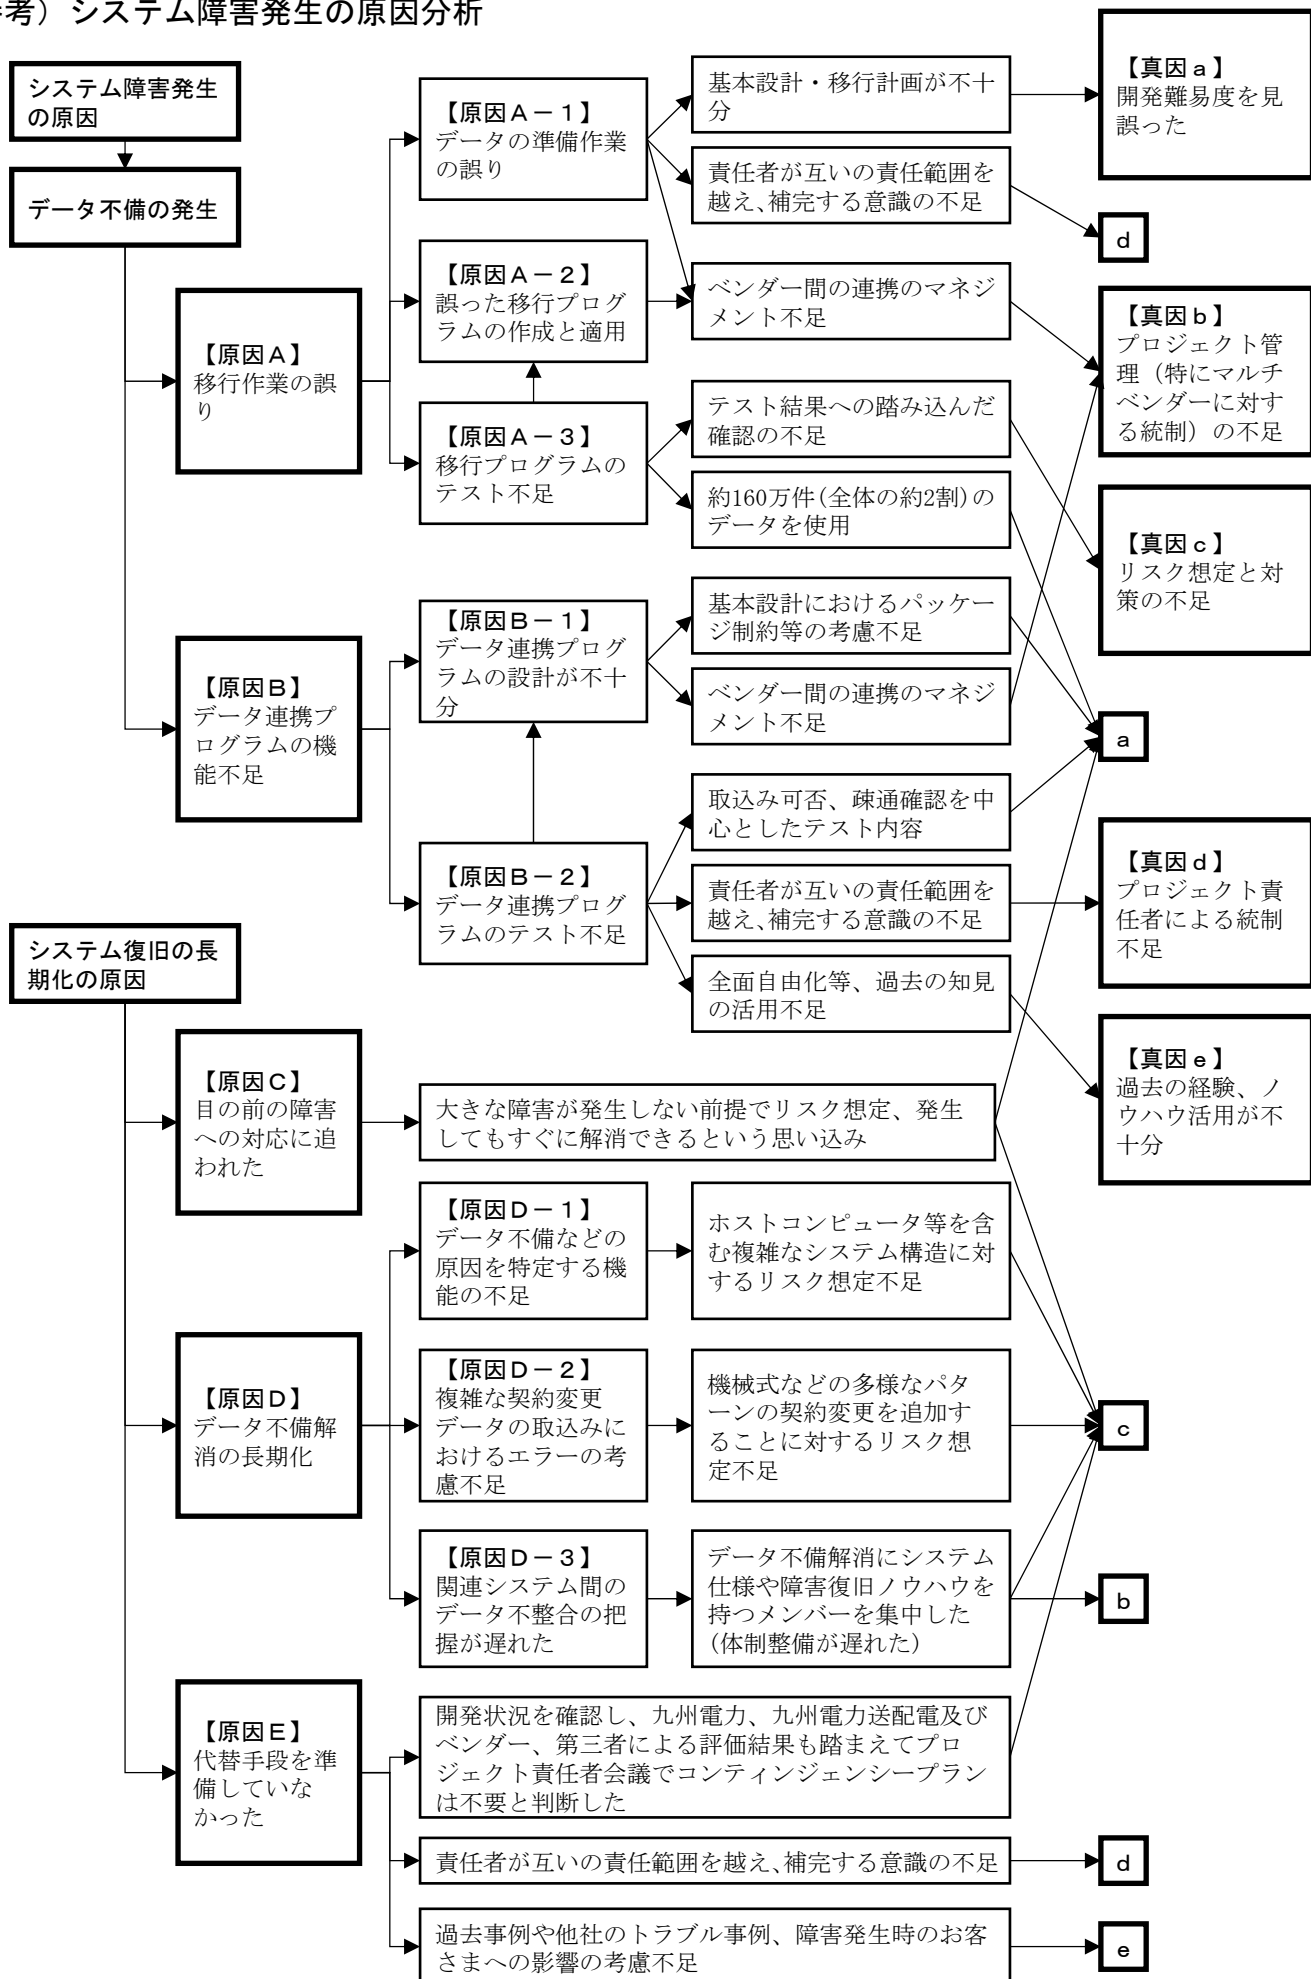 考）システム障害発生の原因分析
システム障害発生
の原因
データ不備の発生
【原因Ａ】
移行作業の誤
り
【原因Ａ－１】
データの準備作業
の誤り
基本設計・移行計画が不十
分
責任者が互いの責任範囲を
越え、補完する意識の不足
【原因Ａ－２】
誤った移行プログ
ラムの作成と適用
ベンダー間の連携のマネジ
メント不足
【原因Ａ－３】
移行プログラムの
テスト不足
テスト結果への踏み込んだ
確認の不足
約160万件（全体の約2割）の
データを使用
【原因Ｂ】
データ連携プ
ログラムの機
能不足
【原因Ｂ－１】
データ連携プログ
ラムの設計が不十
分
基本設計におけるパッケー
ジ制約等の考慮不足
ベンダー間の連携のマネジ
メント不足
【原因Ｂ－２】
データ連携プログ
ラムのテスト不足
取込み可否、疎通確認を中
心としたテスト内容
責任者が互いの責任範囲を
越え、補完する意識の不足
全面自由化等、過去の知見
の活用不足
【真因ａ】
開発難易度を見
誤った
ｄ
【真因ｂ】
プロジェクト管
理（特にマルチ
ベンダーに対す
る統制）の不足
【真因ｃ】
リスク想定と対
策の不足
ａ
【真因ｄ】
プロジェクト責
任者による統制
不足
【真因ｅ】
過去の経験、ノ
ウハウ活用が不
十分
システム復旧の長
期化の原因
【原因Ｃ】
目の前の障害
への対応に追
われた
大きな障害が発生しない前提でリスク想定、発生
してもすぐに解消できるという思い込み
【原因Ｄ】
データ不備解
消の長期化
【原因Ｄ－１】
データ不備などの
原因を特定する機
能の不足
ホストコンピュータ等を含
む複雑なシステム構造に対
するリスク想定不足
【原因Ｄ－２】
複雑な契約変更
データの取込みに
おけるエラーの考
慮不足
機械式などの多様なパタ
ーンの契約変更を追加す
ることに対するリスク想
定不足
ｃ
【原因Ｄ－３】
関連システム間の
データ不整合の把
握が遅れた
データ不備解消にシステム
仕様や障害復旧ノウハウを
持つメンバーを集中した
（体制整備が遅れた）
ｂ
【原因Ｅ】
代替手段を準
備していな
かった
開発状況を確認し、九州電力、九州電力送配電及び
ベンダー、第三者による評価結果も踏まえてプロ
ジェクト責任者会議でコンティンジェンシープラン
は不要と判断した
責任者が互いの責任範囲を越え、補完する意識の不足
ｄ
過去事例や他社のトラブル事例、障害発生時のお客
さまへの影響の考慮不足
ｅ